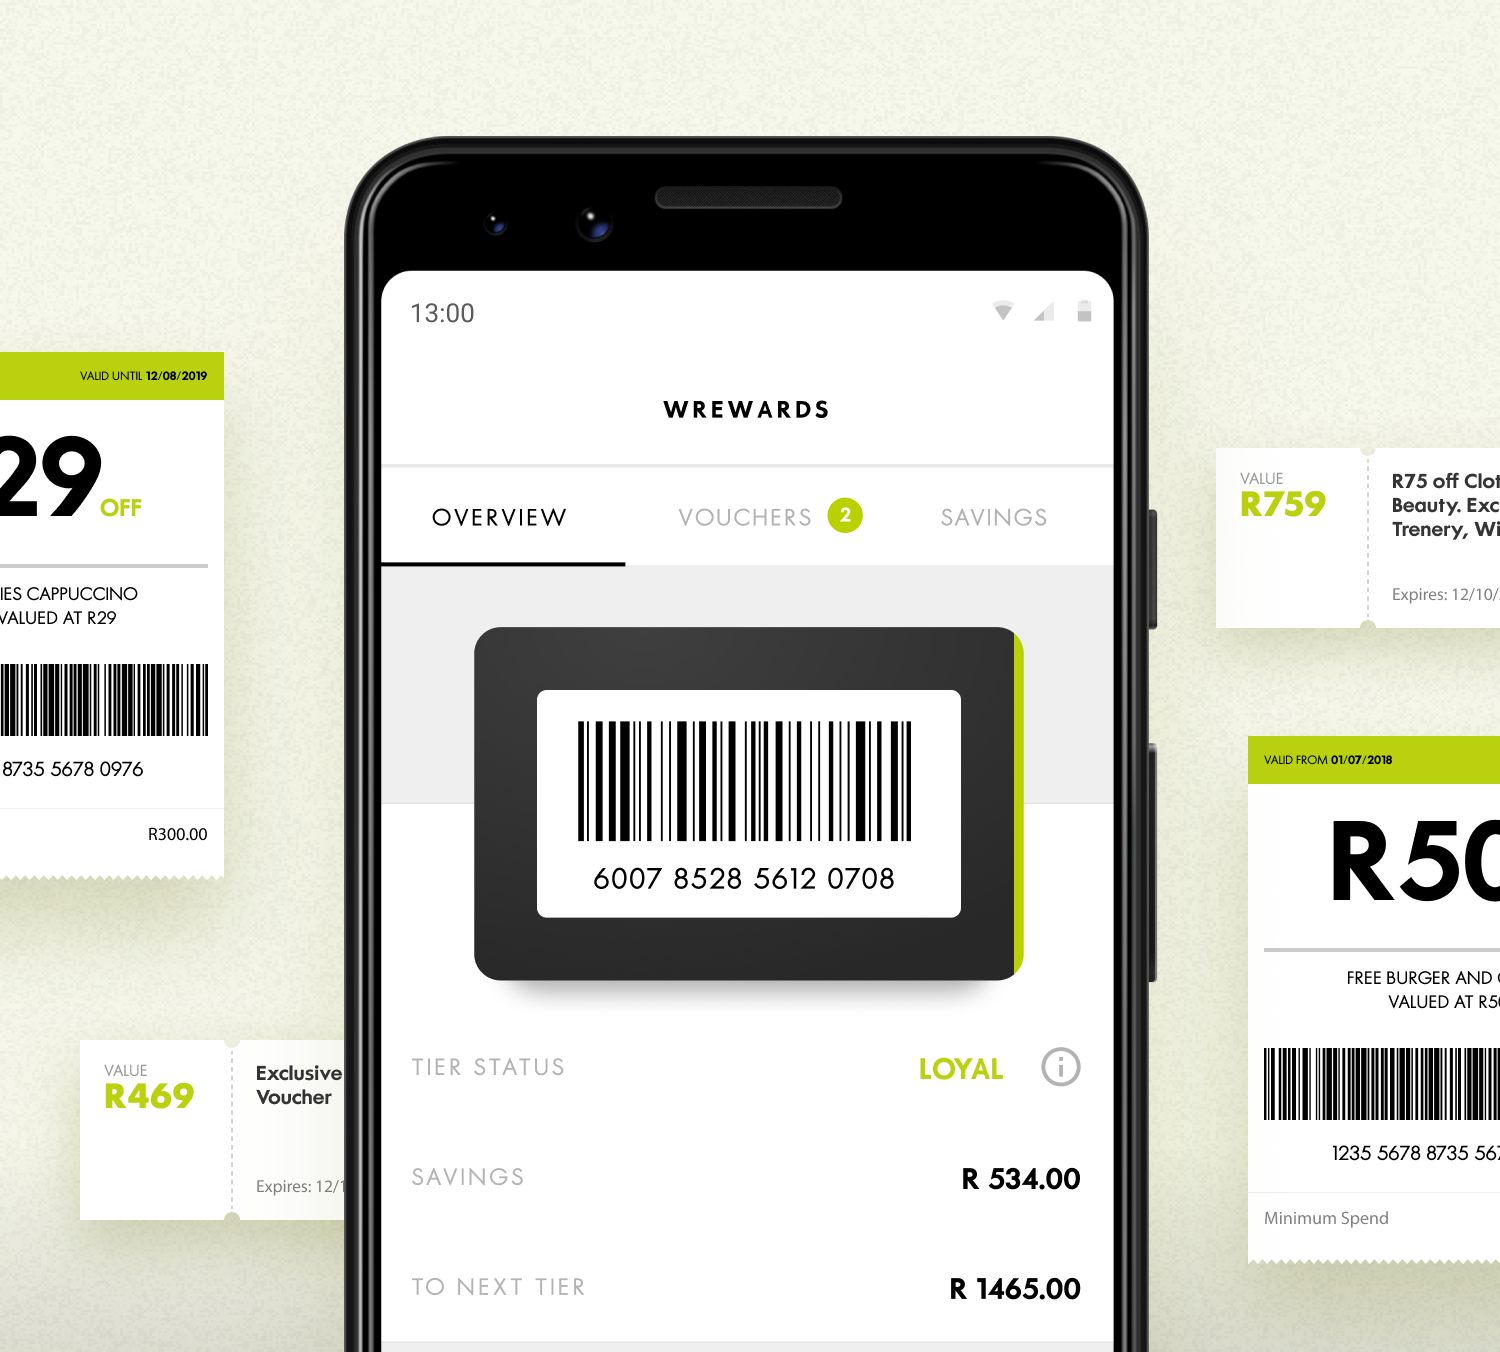 13:00
WREWARDS
OVERVIEW
VOUCHERS 2
SAVINGS
6007 8528 5612 0708
TIER STATUS LOYAL i
SAVINGS R 534.00
TO NEXT TIER R 1465.00
VALID UNTIL 12/08/2019
29 OFF
IES CAPPUCCINO
VALUED AT R29
8735 5678 0976
R300.00
VALUE
R469
Exclusive
Voucher
Expires: 12/1
VALUE
R759
R75 off Clot
Beauty. Exc
Trenery, Wi
Expires: 12/10/
VALID FROM 01/07/2018
R50
FREE BURGER AND
VALUED AT R5
1235 5678 8735 567
Minimum Spend